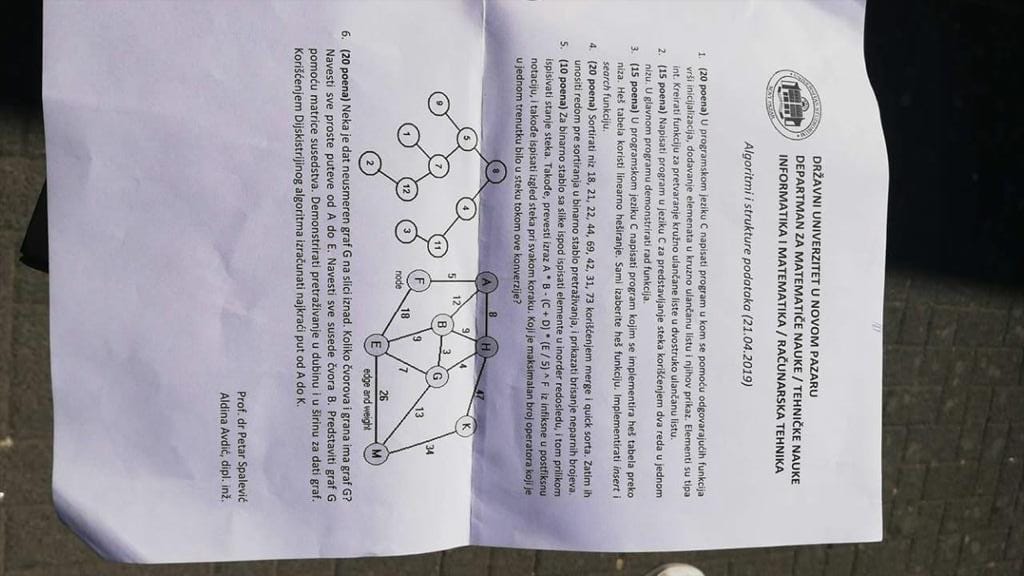 DRŽAVNI UNIVERZITET U NOVOM PAZARU
DEPARTMAN ZA MATEMATIČE NAUKE / TEHNIČKE NAUKE
INFORMATIKA I MATEMATIKA / RAČUNARSKA TEHNIKA
Algoritmi i strukture podataka (21.04.2019)
1. (20 poena) U programskom jeziku C napisati program u kom se pomoću odgovarajućih funkcija
vrši inicijalizacija, dodavanje elemenata u kruzno ulančanu listu i njihov prikaz. Elementi su tipa
int. Kreirati funkciju za pretvaranje kružno ulančane liste u dvostruko ulančanu listu.
2. (15 poena) Napisati program u jeziku C za predstavljanje steka korišćenjem dva reda u jednom
nizu. U glavnom programu demonstrirati rad funkcija.
3. (15 poena) U programskom jeziku C napisati program kojim se implementira heš tabela preko
niza. Heš tabela koristi linearno heširanje. Sami izaberite heš funkciju. Implementirati insert i
search funkciju.
4. (20 poena) Sortirati niz 18, 21, 22, 44, 69, 42, 31, 73 korišćenjem merge i quick sorta. Zatim ih
unositi redom pre sortiranja u binarno stablo pretraživanja, i prikazati brisanje neparnih brojeva.
5. (10 poena) Za binarno stablo sa slike ispod ispisati elemente u inorder redosledu, i tom prilikom
ispisivati stanje steka. Takođe, prevesti izraz A * B - (C + D) * (E / 5) ^ F iz infiksne u postfiksnu
notaciju, i takođe ispisati izgled steka pri svakom koraku. Koji je maksimalan broj operatora koji je
u jednom trenutku bilo u steku tokom ove konverzije?
8
5 4
9 7 11
1 12 3
2
A 8 H 47 K
5 12 9 4
B 3 G 34
F 18 9 7 13
node
E 26 M
edge and weight
6. (20 poena) Neka je dat neusmeren graf G na slici iznad. Koliko čvorova i grana ima graf G?
Navesti sve proste puteve od A do E. Navesti sve susede čvora B. Predstaviti graf G
pomoću matrice susedstva. Demonstrirati pretraživanje u dubinu i u širinu za dati graf.
Korišćenjem Dijskistrijinog algoritma izračunati najkraći put od A do K.
Prof. dr Petar Spalević
Aldina Avdić, dipl. inž.